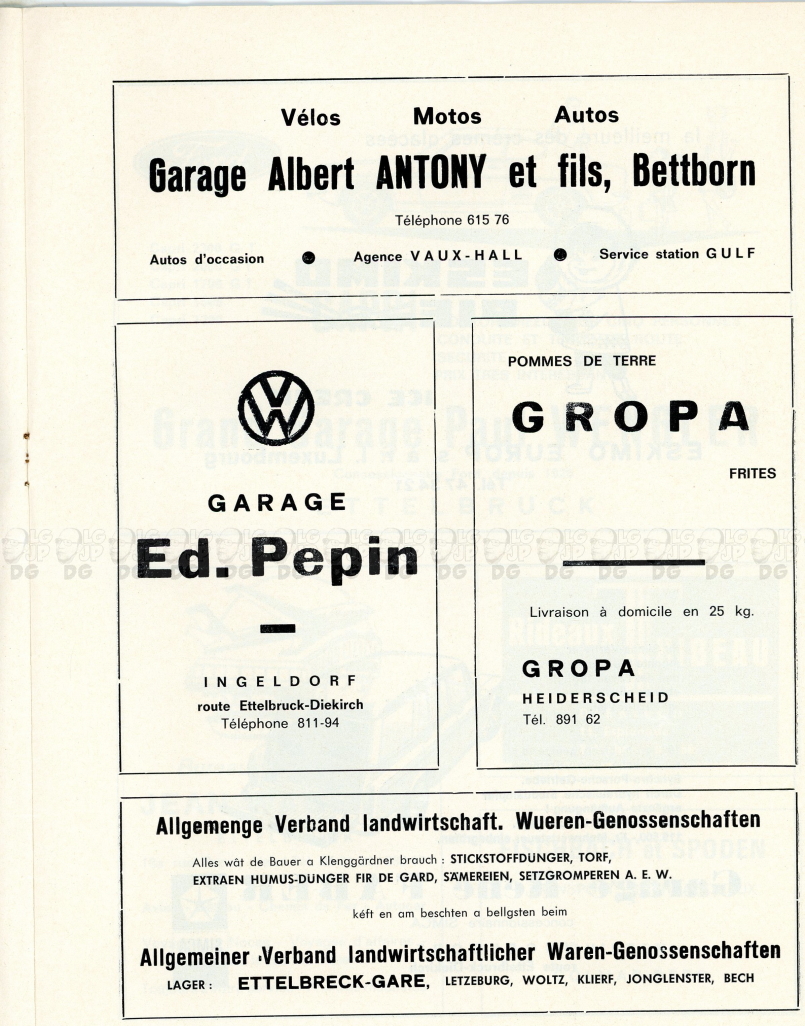 Vélos Motos Autos
Garage Albert ANTONY et fils, Bettborn
Téléphone 615 76
Autos d'occasion ● Agence VAUX-HALL ● Service station GULF
VW
GARAGE
Ed. Pepin
INGELDORF
route Ettelbruck-Diekirch
Téléphone 811-94
POMMES DE TERRE
GROPA
FRITES
Livraison à domicile en 25 kg.
GROPA
HEIDERSCHEID
Tél. 891 62
Allgemenge Verband landwirtschaft. Wueren-Genossenschaften
Alles wât de Bauer a Klenggärdner brauch : STICKSTOFFDÜNGER, TORF,
EXTRAEN HUMUS-DÜNGER FIR DE GARD, SÄMEREIEN, SETZGROMPEREN A. E. W.
kéft en am beschten a bellgsten beim
Allgemeiner Verband landwirtschaftlicher Waren-Genossenschaften
LAGER : ETTELBRECK-GARE, LETZEBURG, WOLTZ, KLIERF, JONGLENSTER, BECH